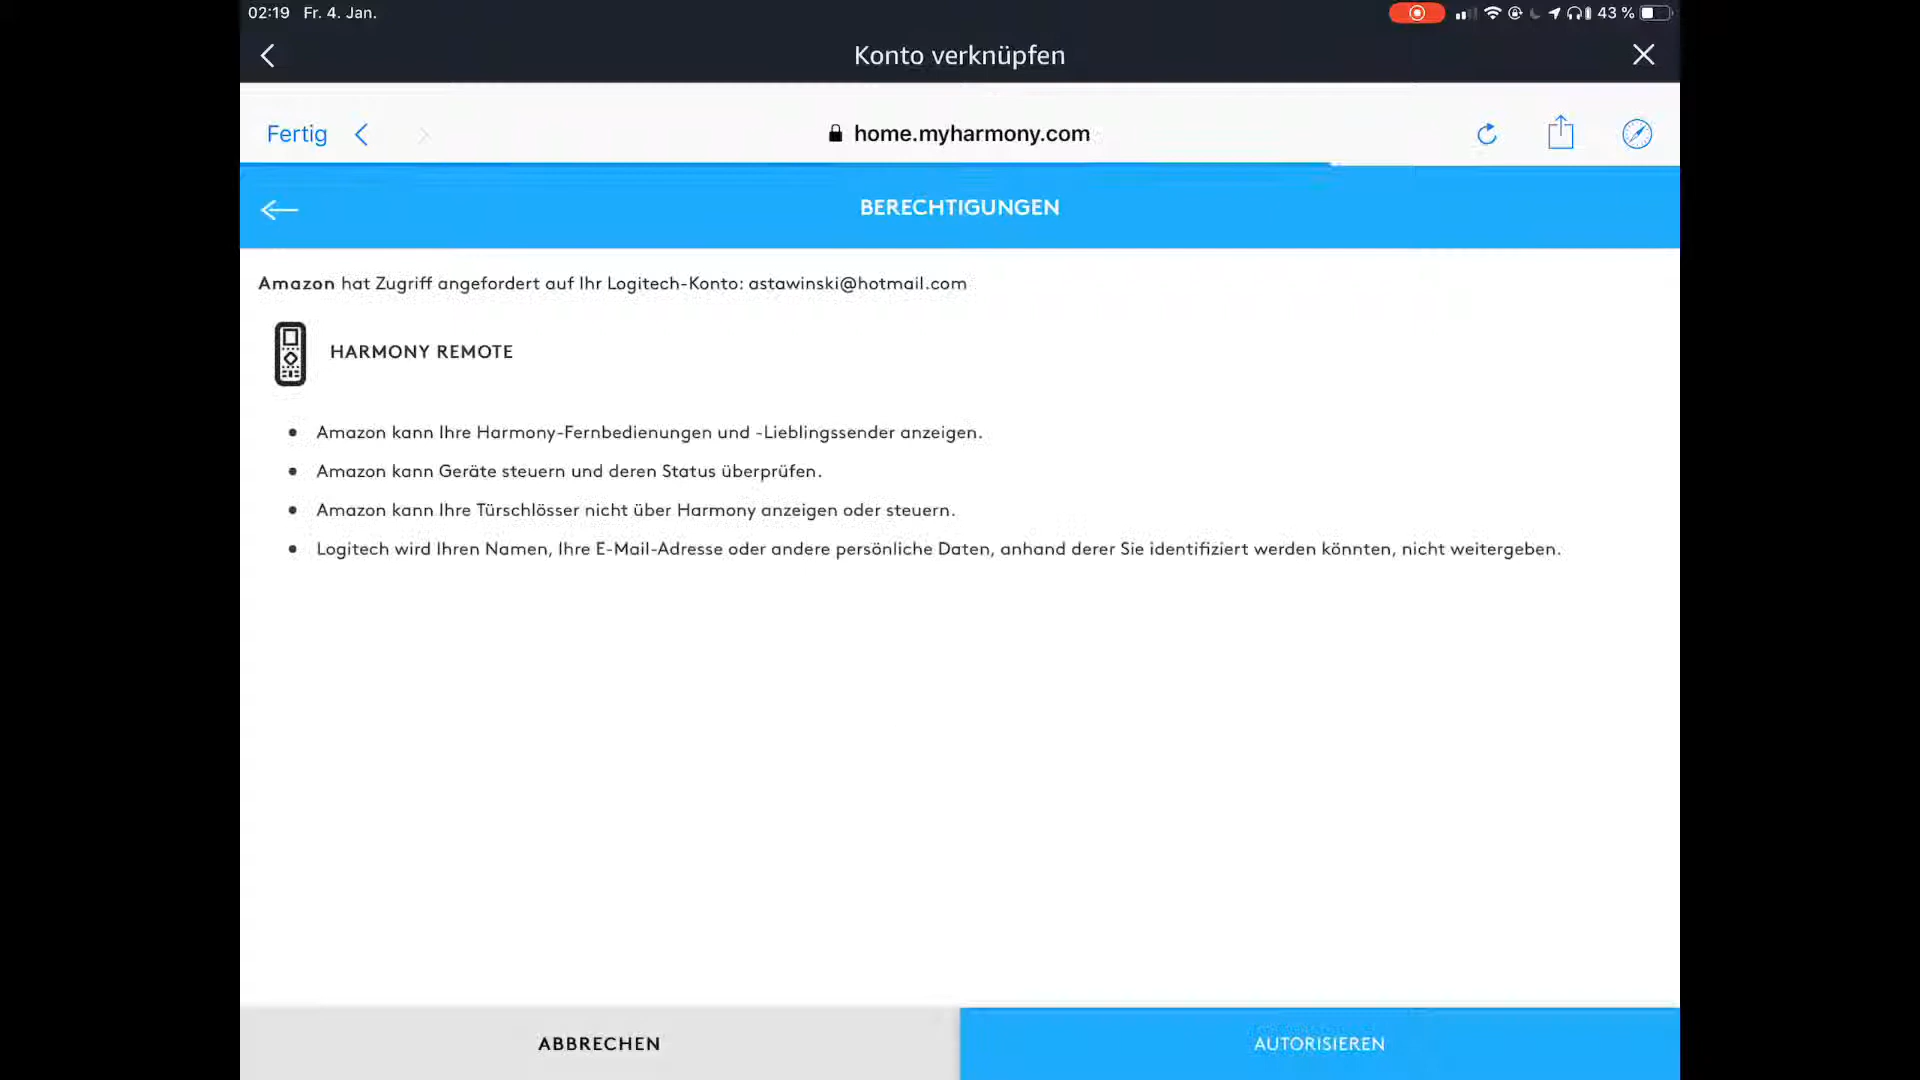 02:19 Fr. 4. Jan.
43 %
Konto verknüpfen
Fertig
home.myharmony.com
BERECHTIGUNGEN
Amazon hat Zugriff angefordert auf Ihr Logitech-Konto: astawinski@hotmail.com
HARMONY REMOTE
• Amazon kann Ihre Harmony-Fernbedienungen und -Lieblingssender anzeigen.
• Amazon kann Geräte steuern und deren Status überprüfen.
• Amazon kann Ihre Türschlösser nicht über Harmony anzeigen oder steuern.
• Logitech wird Ihren Namen, Ihre E-Mail-Adresse oder andere persönliche Daten, anhand derer Sie identifiziert werden könnten, nicht weitergeben.
ABBRECHEN
AUTORISIEREN